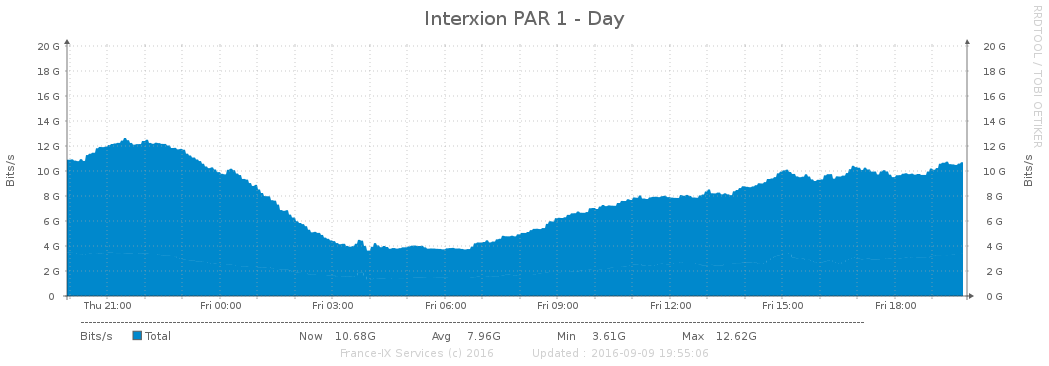 Interxion PAR 1 - Day
RRDTOOL / TOBI OETIKER
Bits/s
20 G 20 G
18 G 18 G
16 G 16 G
14 G 14 G
12 G 12 G
10 G 10 G
8 G 8 G
6 G 6 G
4 G 4 G
2 G 2 G
0 0 G
Bits/s
Thu 21:00 Fri 00:00 Fri 03:00 Fri 06:00 Fri 09:00 Fri 12:00 Fri 15:00 Fri 18:00
Bits/s Total Now 10.68G Avg 7.96G Min 3.61G Max 12.62G
France-IX Services (c) 2016 Updated : 2016-09-09 19:55:06